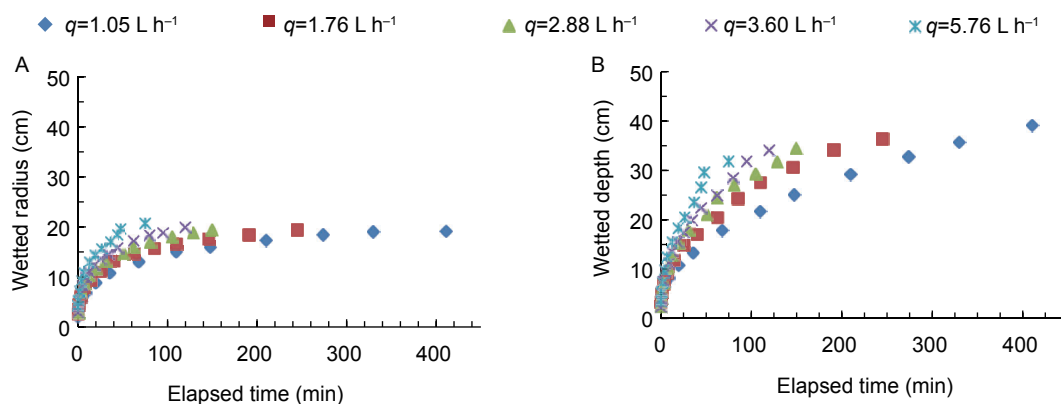 q=1.05 L h⁻¹ q=1.76 L h⁻¹ q=2.88 L h⁻¹ q=3.60 L h⁻¹ q=5.76 L h⁻¹
A
50
40
30
20
10
0
Wetted radius (cm)
0 100 200 300 400
Elapsed time (min)
B
50
40
30
20
10
0
Wetted depth (cm)
0 100 200 300 400
Elapsed time (min)